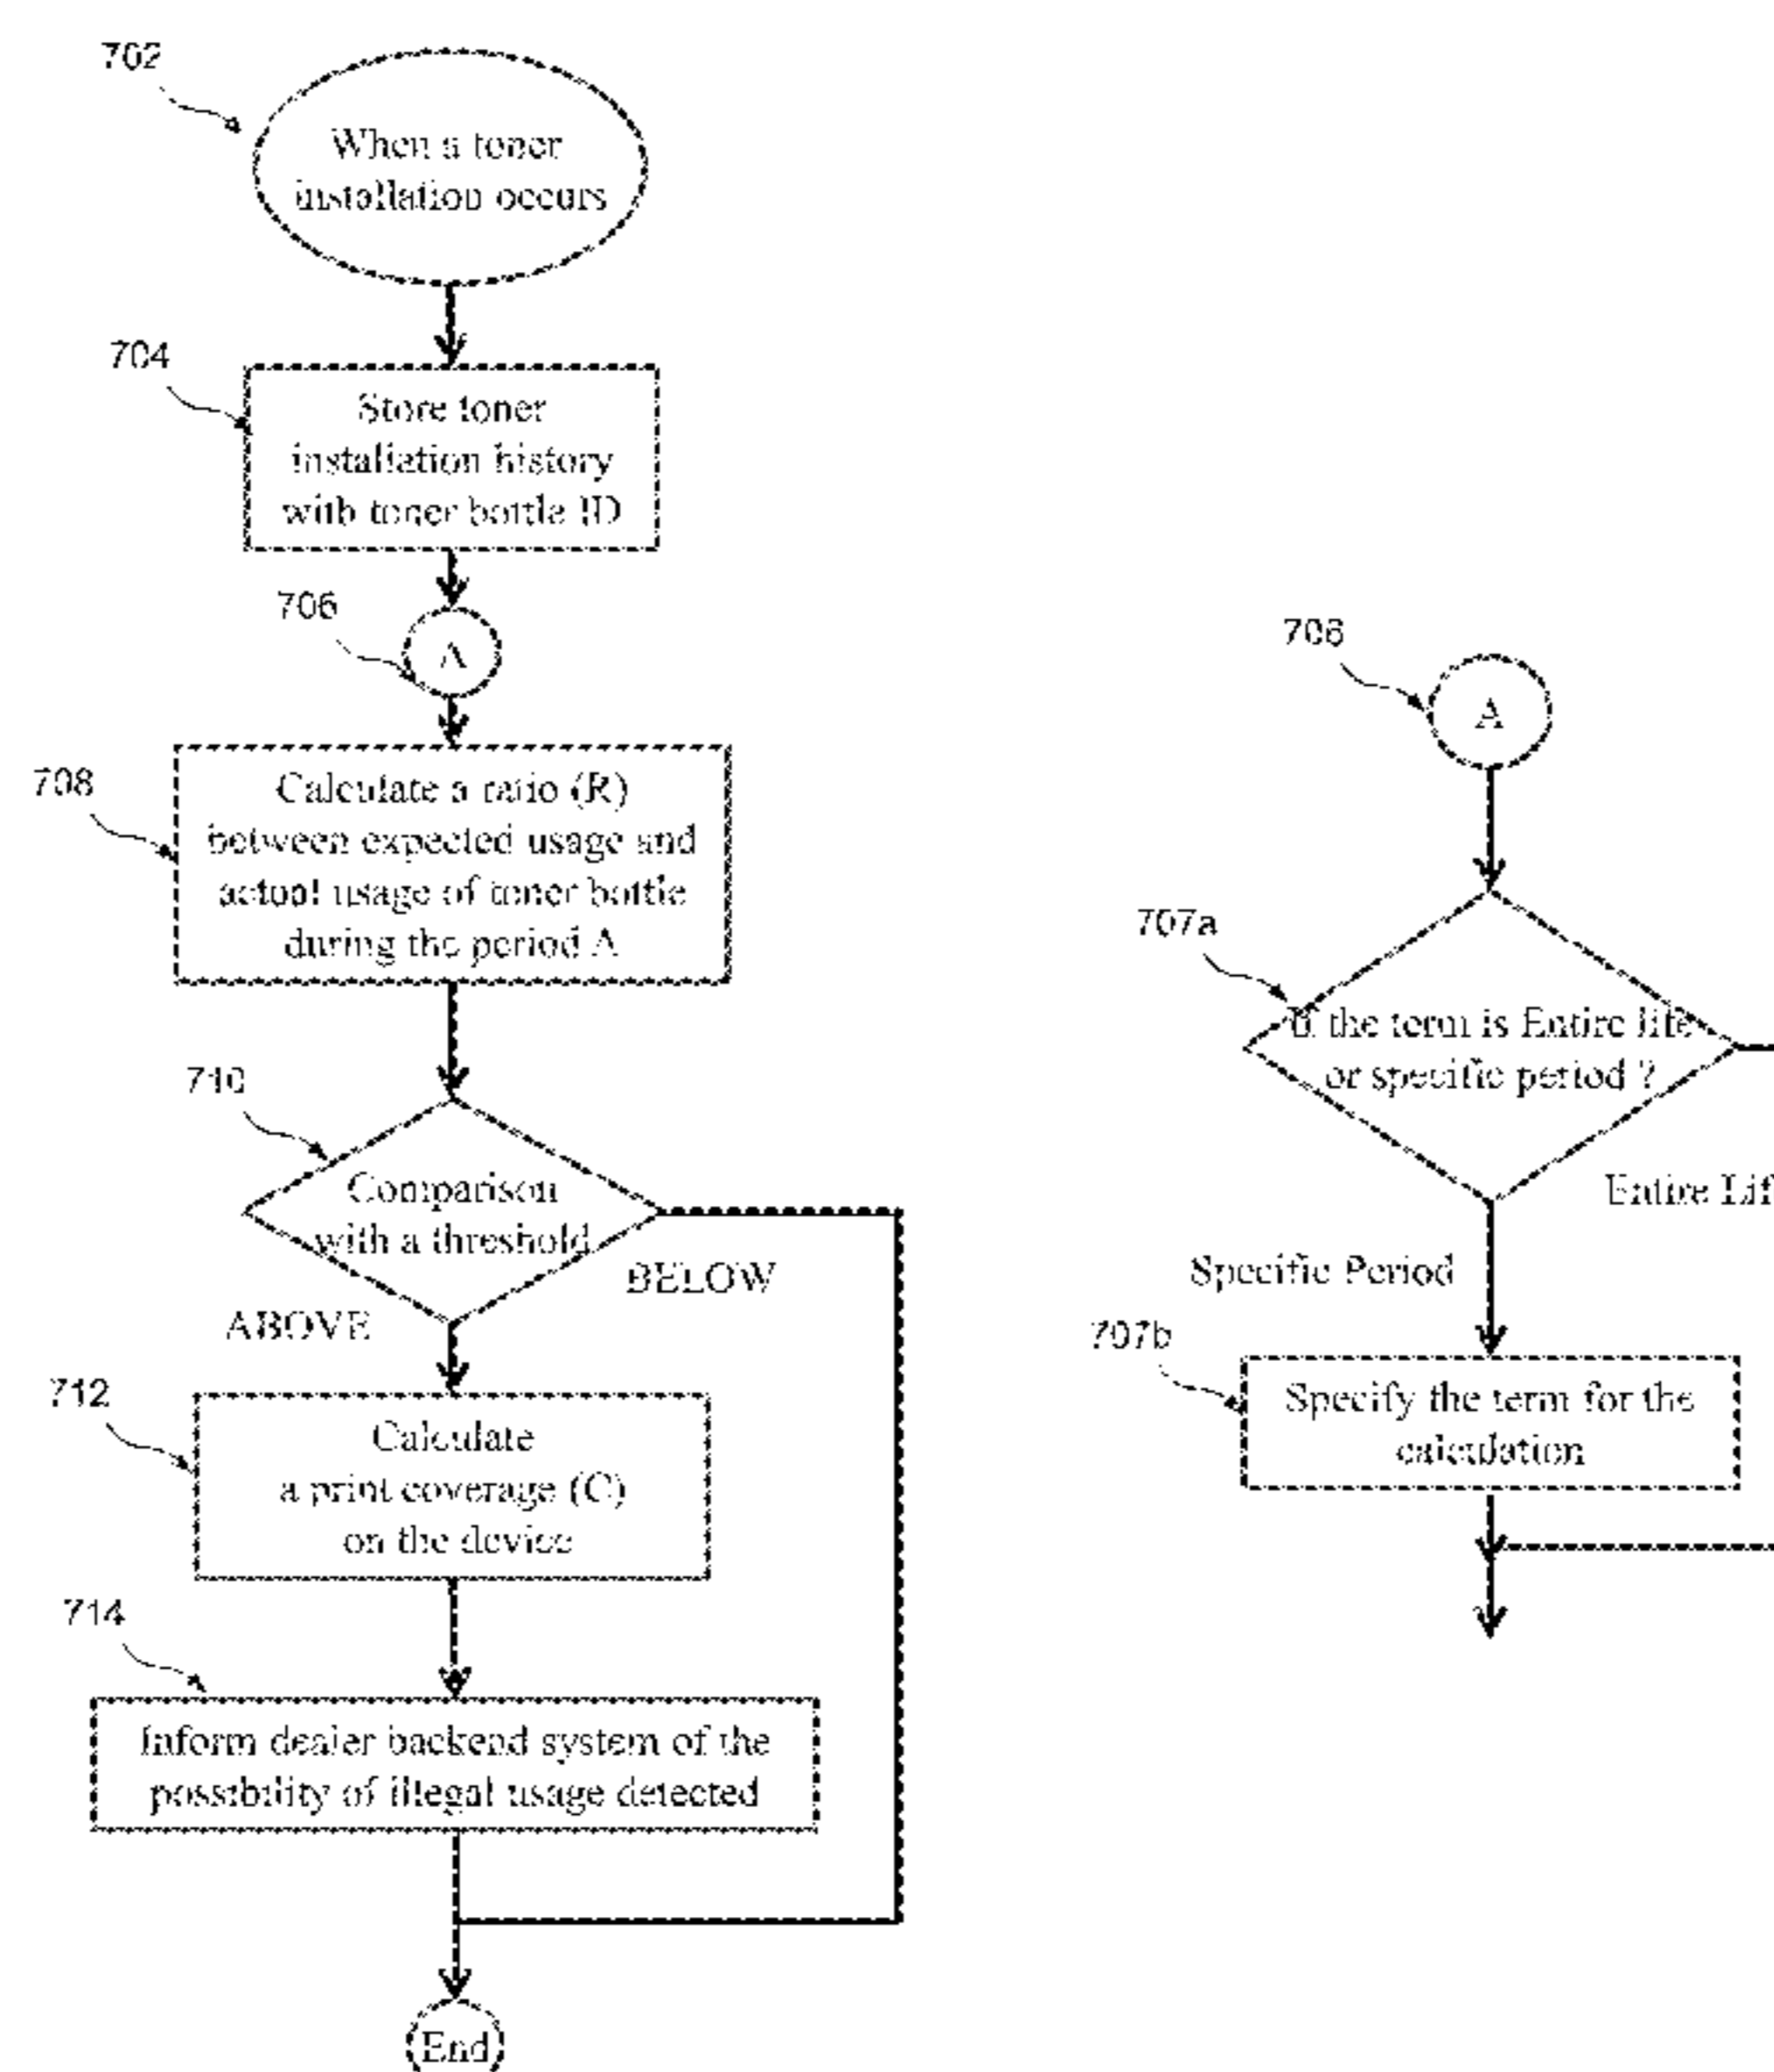 702
When a toner
installation occurs
704
Store toner
installation history
with toner bottle ID
706
A
708
Calculate a ratio (R)
between expected usage and
actual usage of toner bottle
during the period A
710
Comparison
with a threshold
BELOW
ABOVE
712
Calculate
a print coverage (C)
on the device
714
Inform dealer backend system of the
possibility of illegal usage detected
End
706
A
707a
If the term is Entire life
or specific period ?
Entire Lif
Specific Period
707b
Specify the term for the
calculation